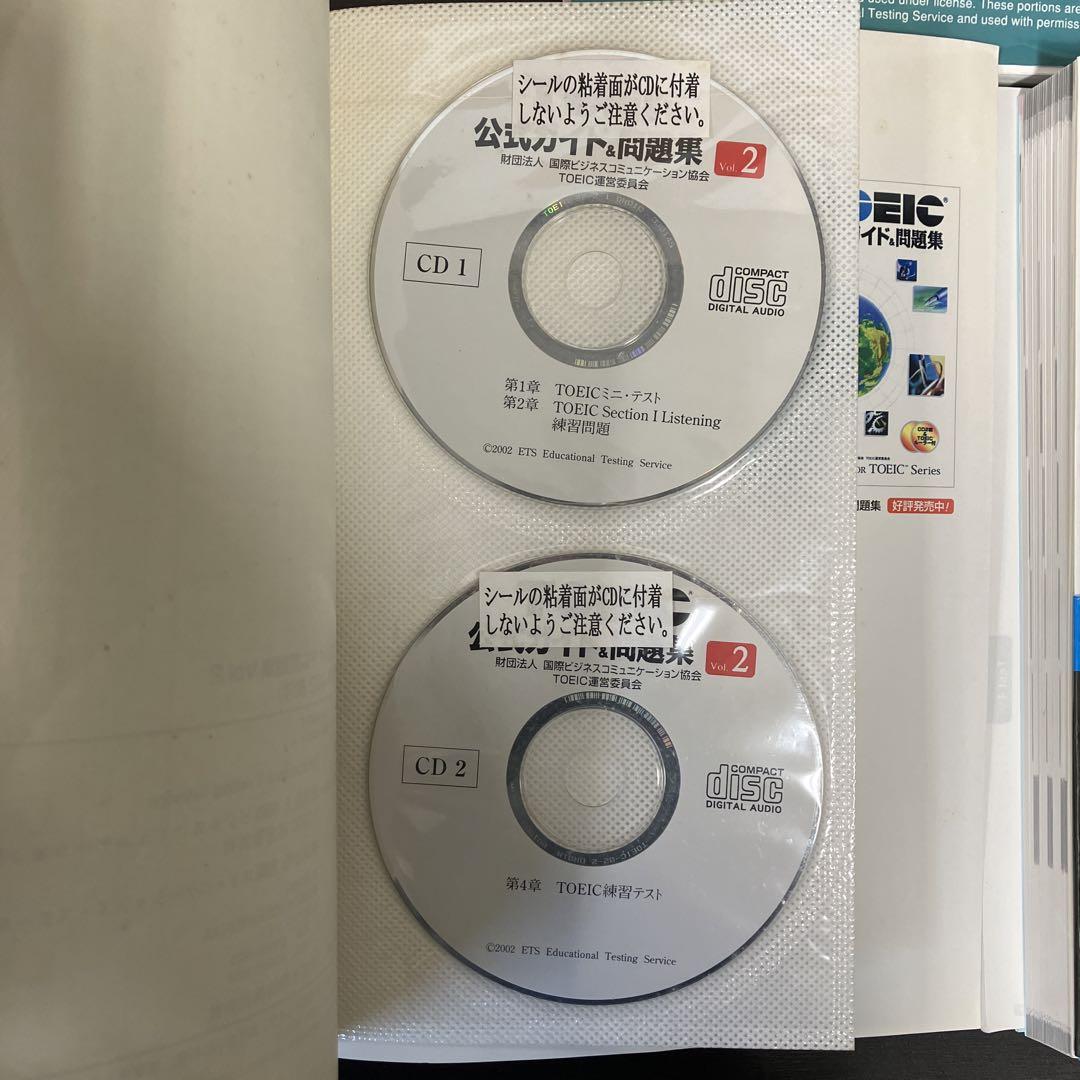 used under license. These portions are
l Testing Service and used with permiss
シールの粘着面がCDに付着
しないようご注意ください。
公式ガイド&問題集
Vol. 2
財団法人 国際ビジネスコミュニケーション協会
TOEIC運営委員会
CD 1
COMPACT
disc
DIGITAL AUDIO
第1章 TOEICミニ・テスト
第2章 TOEIC Section I Listening
練習問題
©2002 ETS Educational Testing Service
OEIC®
イド&問題集
CD2枚
& TOEIC
FOR TOEIC™ Series
問題集 好評発売中!
シールの粘着面がCDに付着
しないようご注意ください。
公式ガイド&問題集
Vol. 2
財団法人 国際ビジネスコミュニケーション協会
TOEIC運営委員会
CD 2
COMPACT
disc
DIGITAL AUDIO
第4章 TOEIC練習テスト
©2002 ETS Educational Testing Service